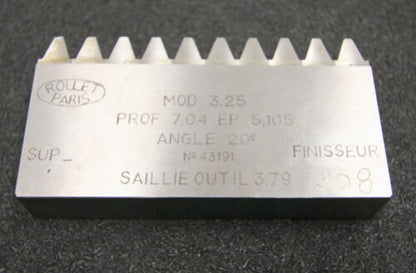 ROLLET
PARIS
MOD 3.25
PROF 7,04 EP 5,105
ANGLE 20º
Nº 43191
SUP_
FINISSEUR
SAILLIE OUTIL 3,79